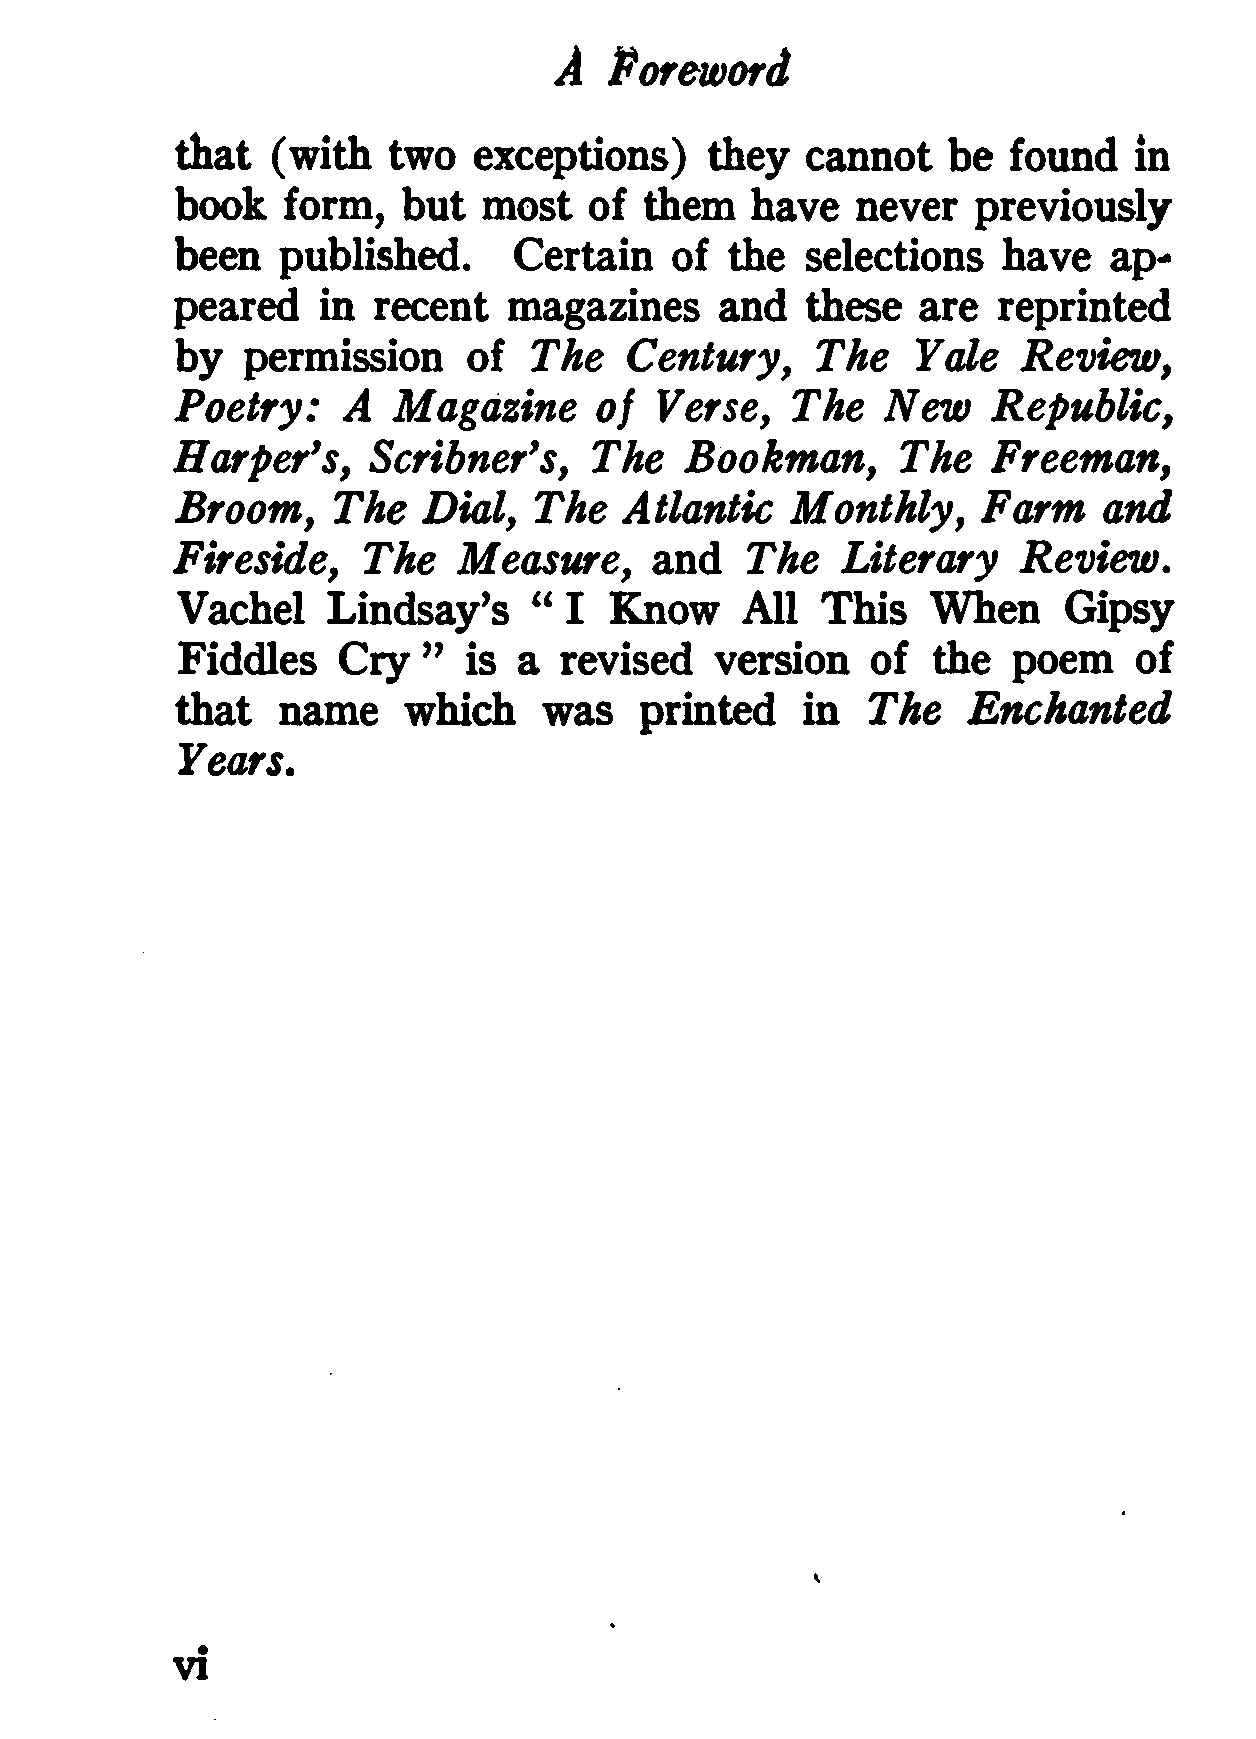 A Foreword
that (with two exceptions) they cannot be found in
book form, but most of them have never previously
been published. Certain of the selections have ap-
peared in recent magazines and these are reprinted
by permission of The Century, The Yale Review,
Poetry: A Magazine of Verse, The New Republic,
Harper's, Scribner's, The Bookman, The Freeman,
Broom, The Dial, The Atlantic Monthly, Farm and
Fireside, The Measure, and The Literary Review.
Vachel Lindsay's " I Know All This When Gipsy
Fiddles Cry " is a revised version of the poem of
that name which was printed in The Enchanted
Years.
vi